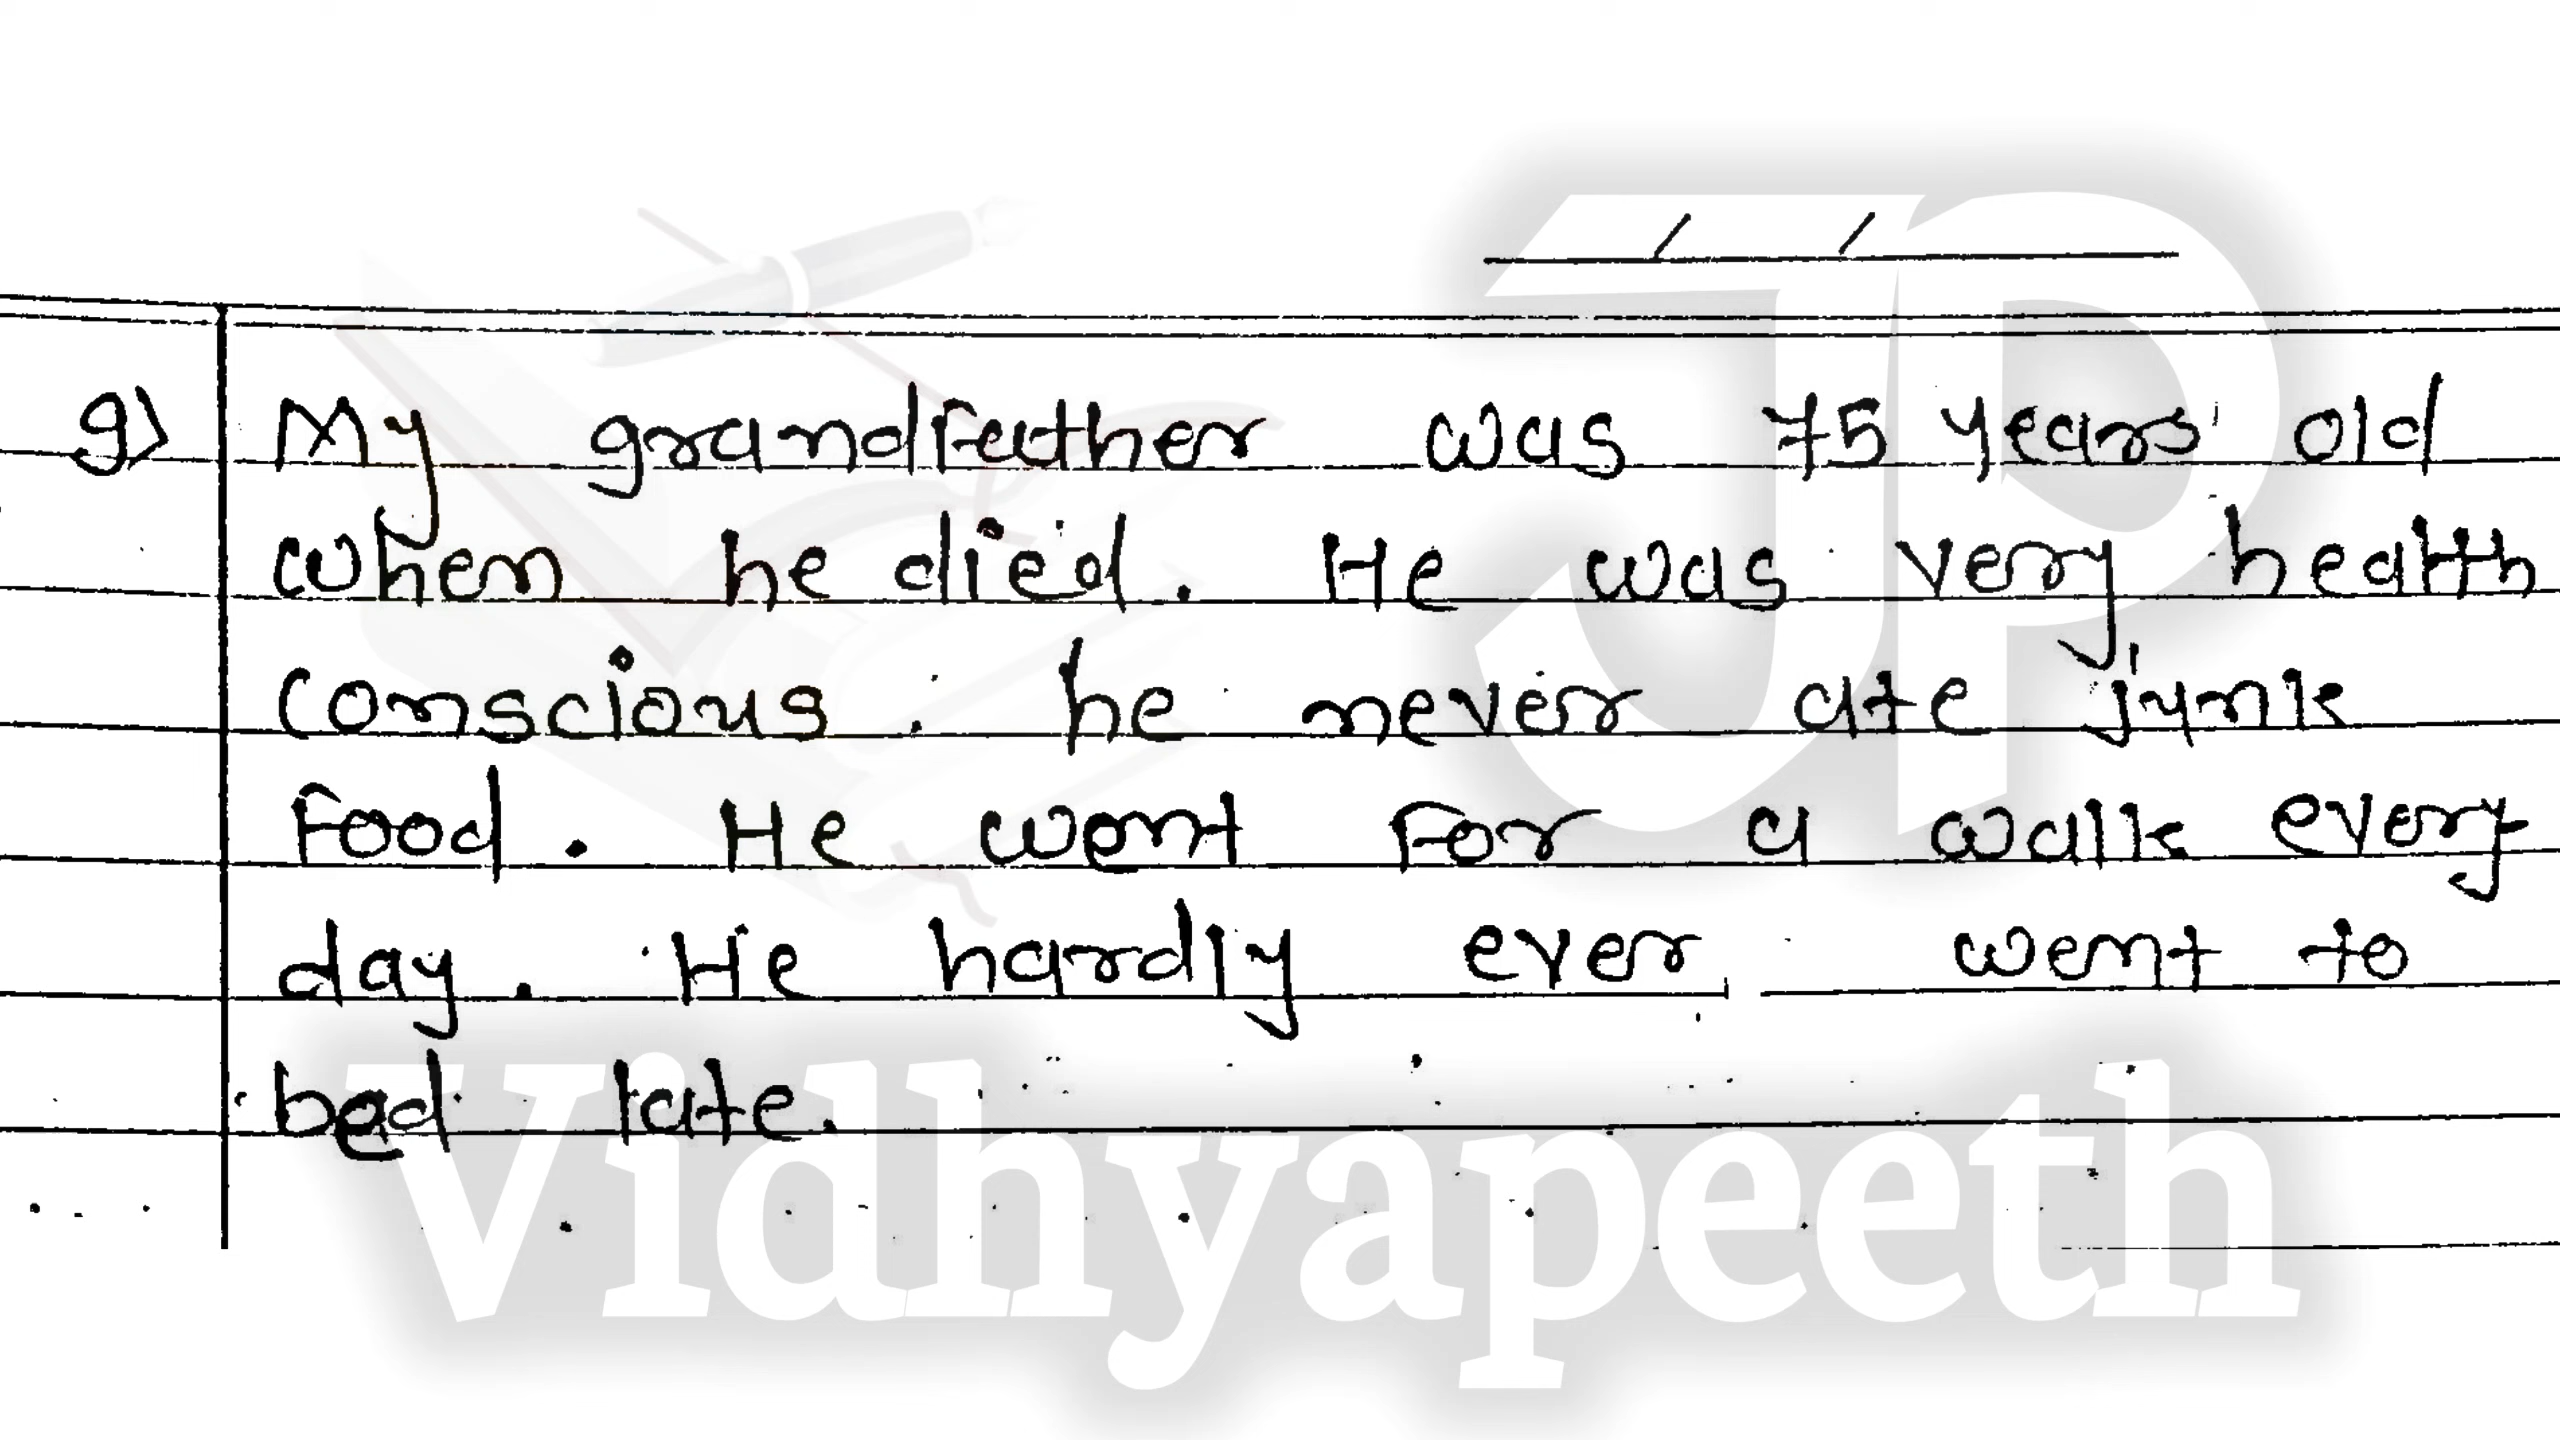 g) My grandfather was 75 years old
when he died. He was very health
conscious. he never ate junk
food. He went for a walk every
day. He hardly ever went to
bed late.
JP
Vidhyapeeth